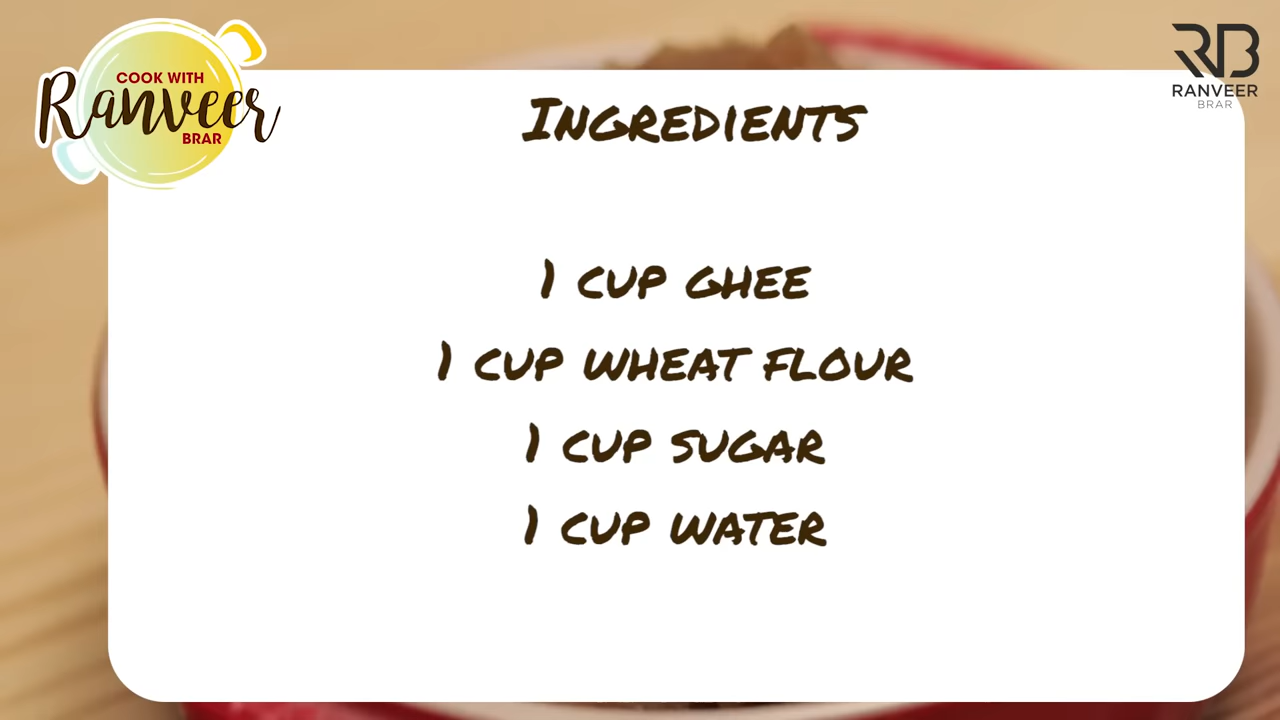 COOK WITH
Ranveer
BRAR
RB
RANVEER
BRAR
INGREDIENTS
1 CUP GHEE
1 CUP WHEAT FLOUR
1 CUP SUGAR
1 CUP WATER